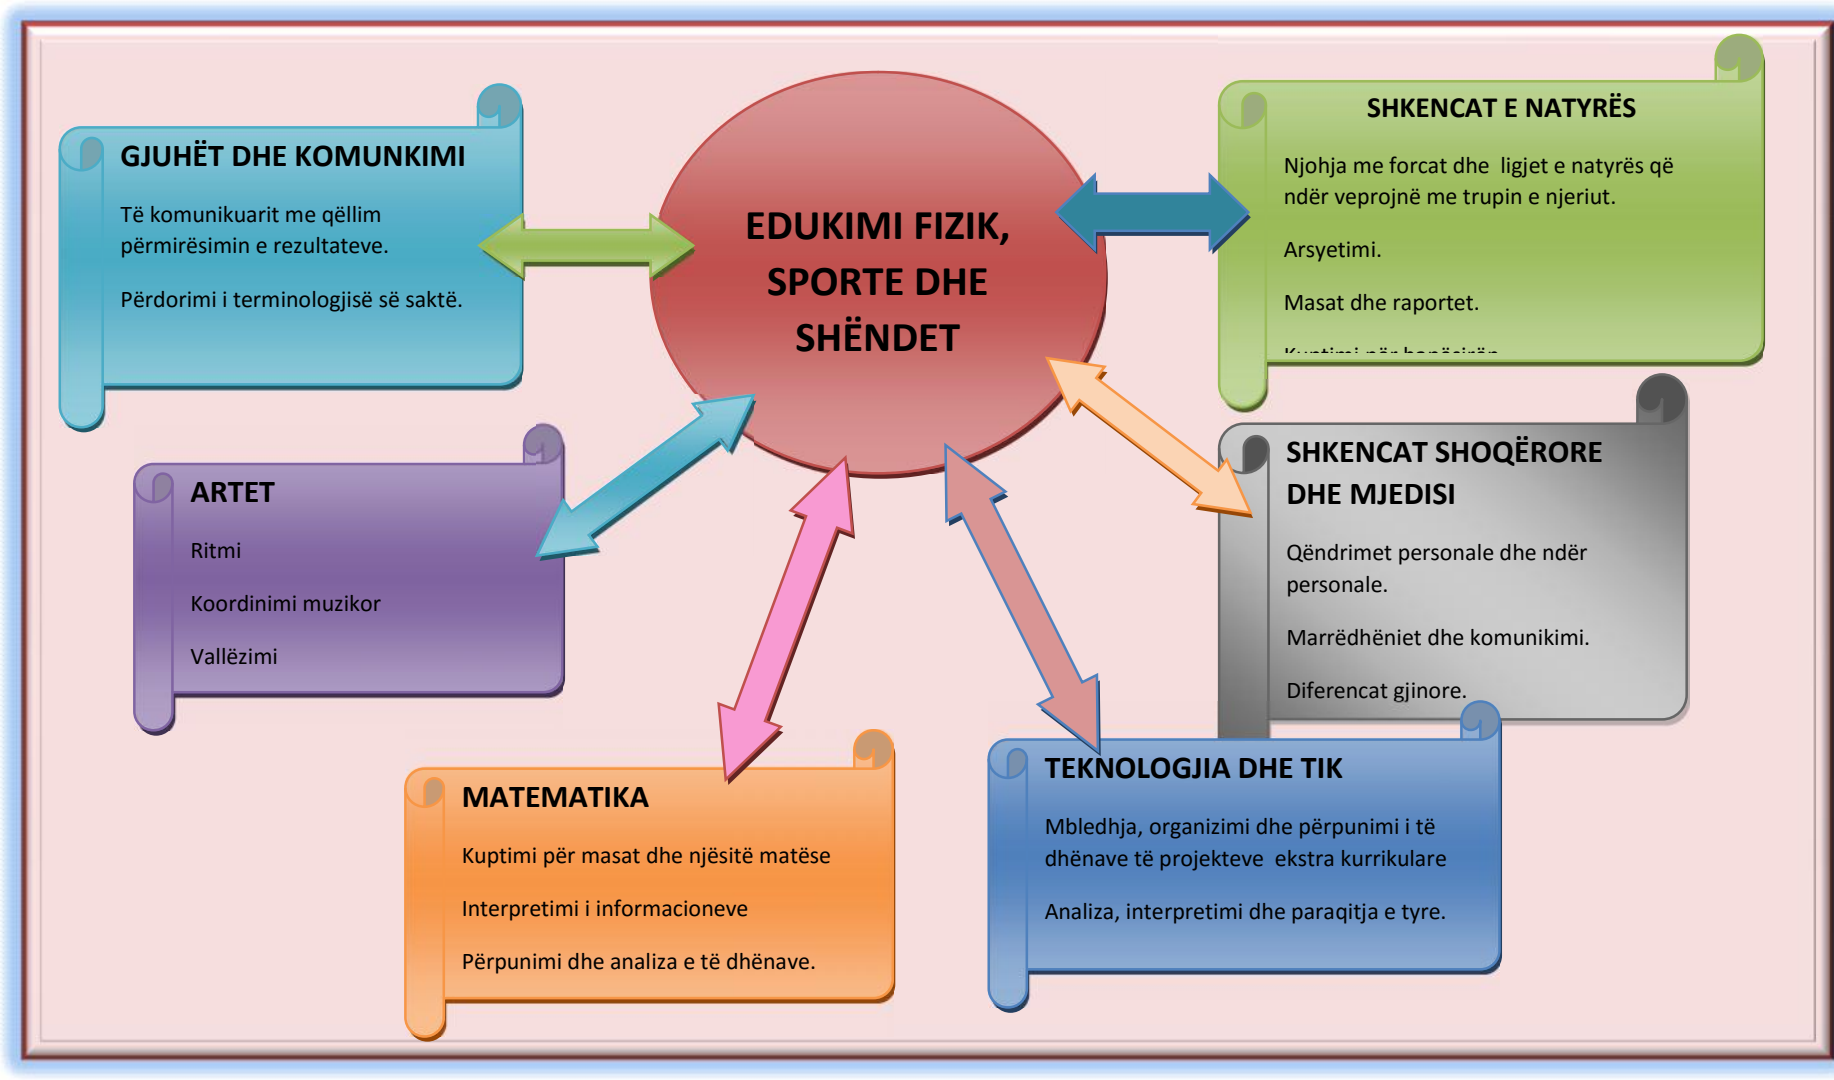 GJUHËT DHE KOMUNKIMI
Të komunikuarit me qëllim
përmirësimin e rezultateve.
Përdorimi i terminologjisë së saktë.
EDUKIMI FIZIK,
SPORTE DHE
SHËNDET
SHKENCAT E NATYRËS
Njohja me forcat dhe ligjet e natyrës që
ndër veprojnë me trupin e njeriut.
Arsyetimi.
Masat dhe raportet.
ARTET
Ritmi
Koordinimi muzikor
Vallëzimi
SHKENCAT SHOQËRORE
DHE MJEDISI
Qëndrimet personale dhe ndër
personale.
Marrëdhëniet dhe komunikimi.
Diferencat gjinore.
MATEMATIKA
Kuptimi për masat dhe njësitë matëse
Interpretimi i informacioneve
Përpunimi dhe analiza e të dhënave.
TEKNOLOGJIA DHE TIK
Mbledhja, organizimi dhe përpunimi i të
dhënave të projekteve ekstra kurrikulare
Analiza, interpretimi dhe paraqitja e tyre.